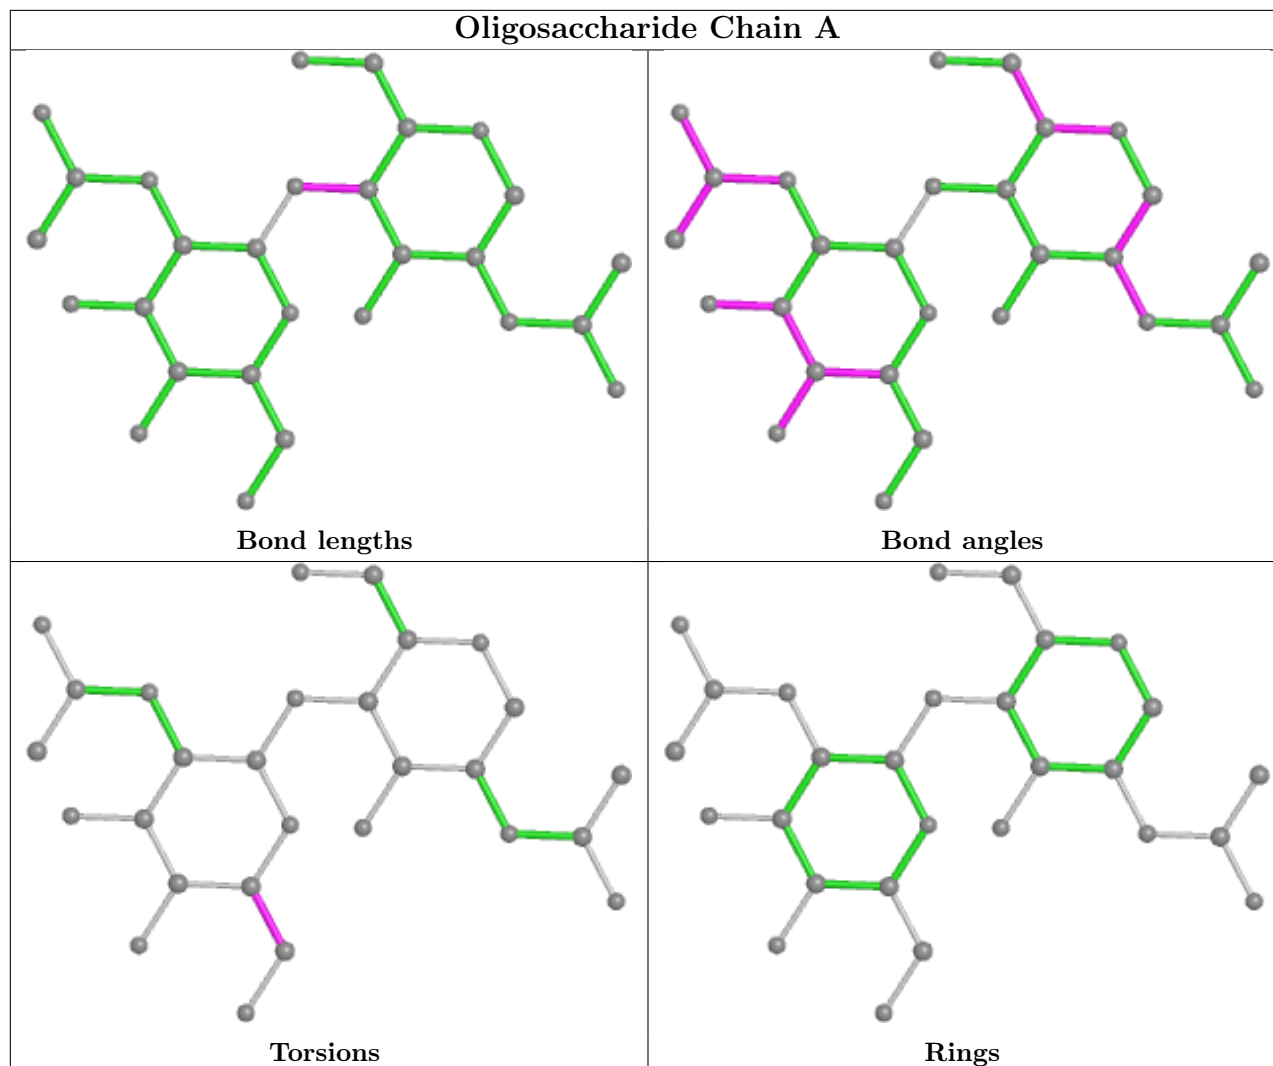 Oligosaccharide Chain A
Bond lengths
Bond angles
Torsions
Rings